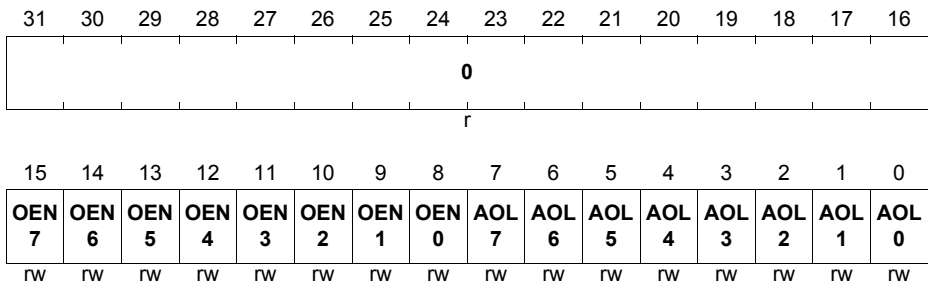 31 30 29 28 27 26 25 24 23 22 21 20 19 18 17 16
0
r
15 14 13 12 11 10 9 8 7 6 5 4 3 2 1 0
OEN OEN OEN OEN OEN OEN OEN OEN AOL AOL AOL AOL AOL AOL AOL AOL
7 6 5 4 3 2 1 0 7 6 5 4 3 2 1 0
rw rw rw rw rw rw rw rw rw rw rw rw rw rw rw rw